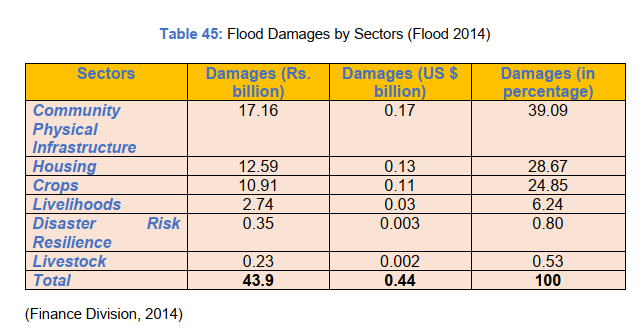 Table 45: Flood Damages by Sectors (Flood 2014)
Sectors Damages (Rs. billion) Damages (US $ billion) Damages (in percentage)
Community Physical Infrastructure 17.16 0.17 39.09
Housing 12.59 0.13 28.67
Crops 10.91 0.11 24.85
Livelihoods 2.74 0.03 6.24
Disaster Risk Resilience 0.35 0.003 0.80
Livestock 0.23 0.002 0.53
Total 43.9 0.44 100
(Finance Division, 2014)